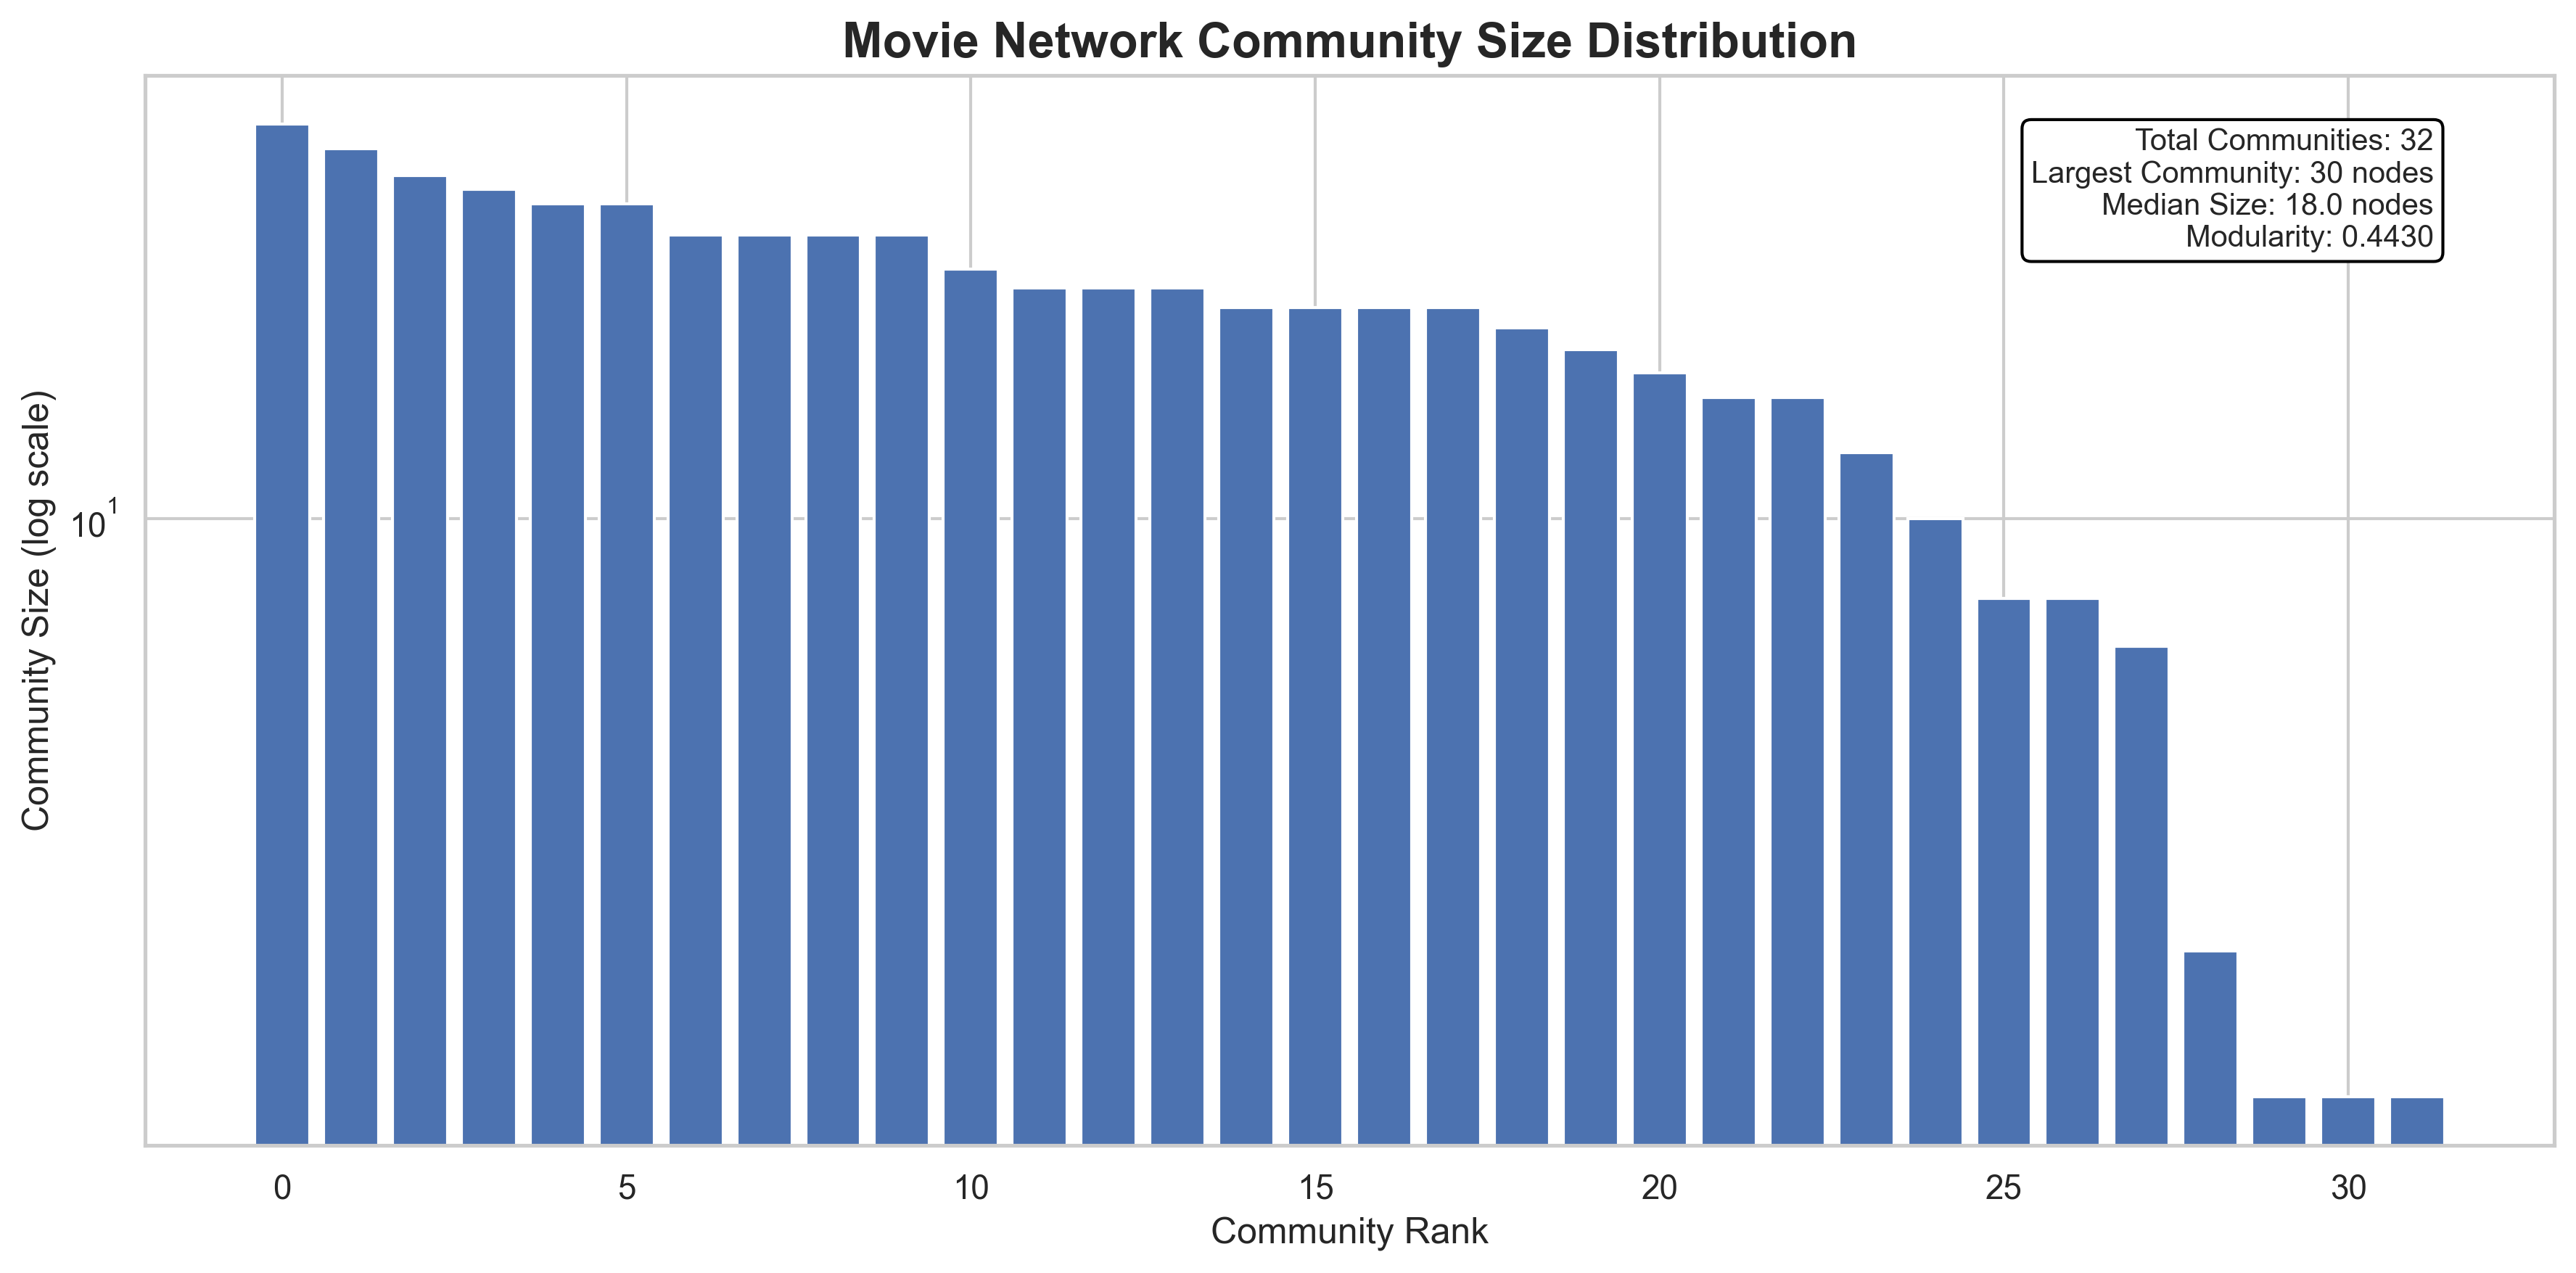 Movie Network Community Size Distribution
Total Communities: 32
Largest Community: 30 nodes
Median Size: 18.0 nodes
Modularity: 0.4430
Community Size (log scale)
10¹
0 5 10 15 20 25 30
Community Rank